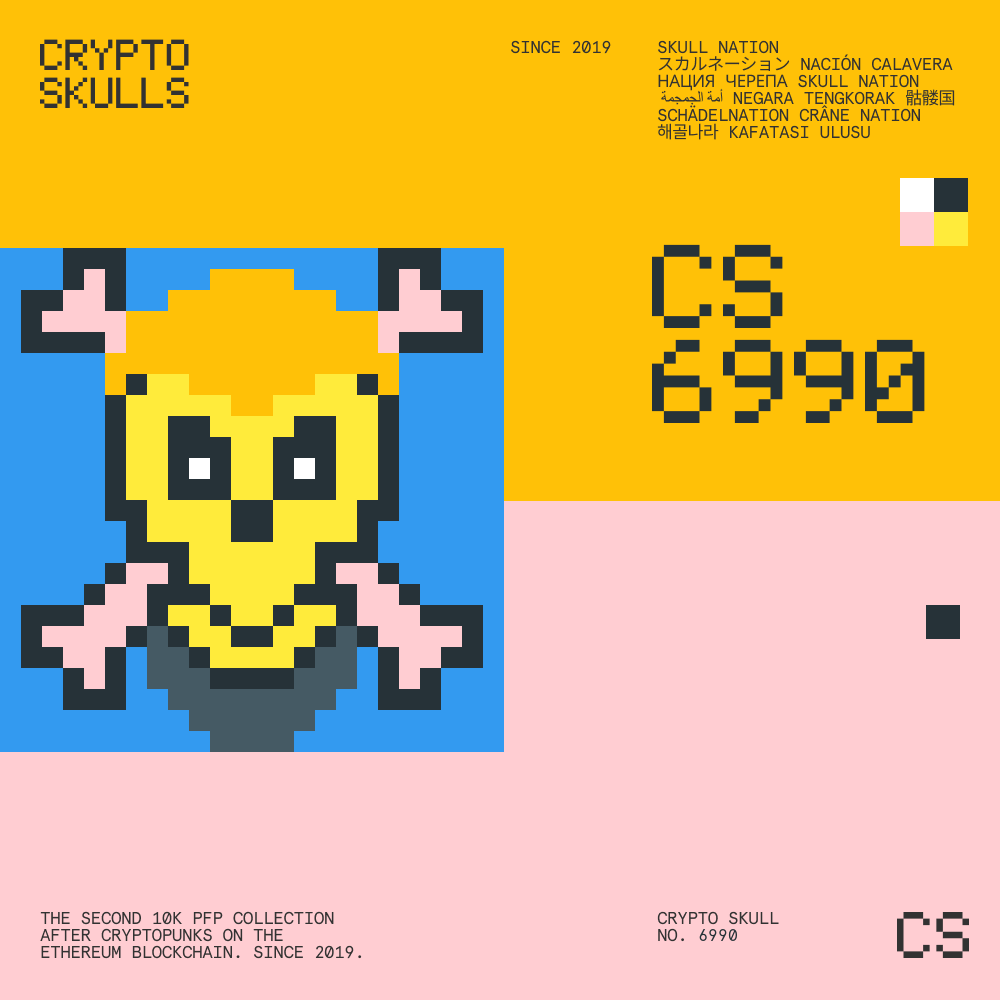 CRYPTO
SKULLS
SINCE 2019
SKULL NATION
スカルネーション NACIÓN CALAVERA
НАЦИЯ ЧЕРЕПА SKULL NATION
أمة الجمجمة NEGARA TENGKORAK 骷髅国
SCHÄDELNATION CRÂNE NATION
해골나라 KAFATASI ULUSU
CS
6990
THE SECOND 10K PFP COLLECTION
AFTER CRYPTOPUNKS ON THE
ETHEREUM BLOCKCHAIN. SINCE 2019.
CRYPTO SKULL
NO. 6990
CS